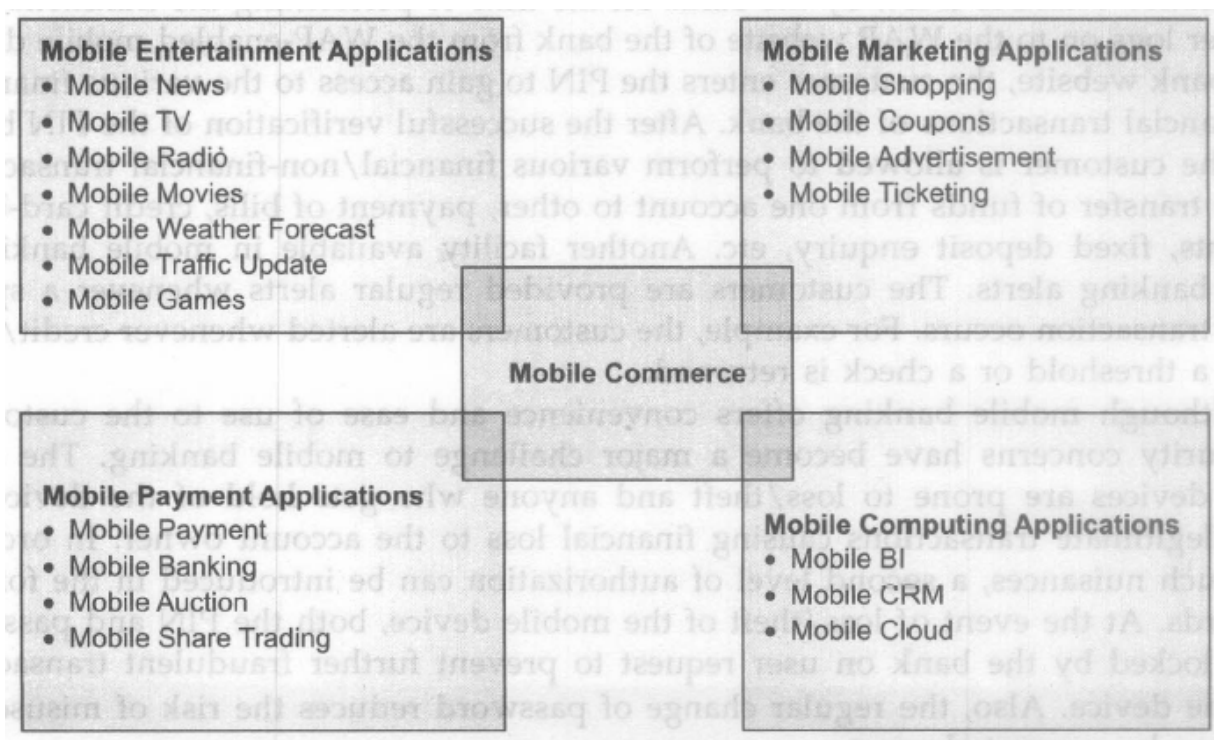 Mobile Entertainment Applications
• Mobile News
• Mobile TV
• Mobile Radio
• Mobile Movies
• Mobile Weather Forecast
• Mobile Traffic Update
• Mobile Games
Mobile Marketing Applications
• Mobile Shopping
• Mobile Coupons
• Mobile Advertisement
• Mobile Ticketing
Mobile Commerce
Mobile Payment Applications
• Mobile Payment
• Mobile Banking
• Mobile Auction
• Mobile Share Trading
Mobile Computing Applications
• Mobile BI
• Mobile CRM
• Mobile Cloud